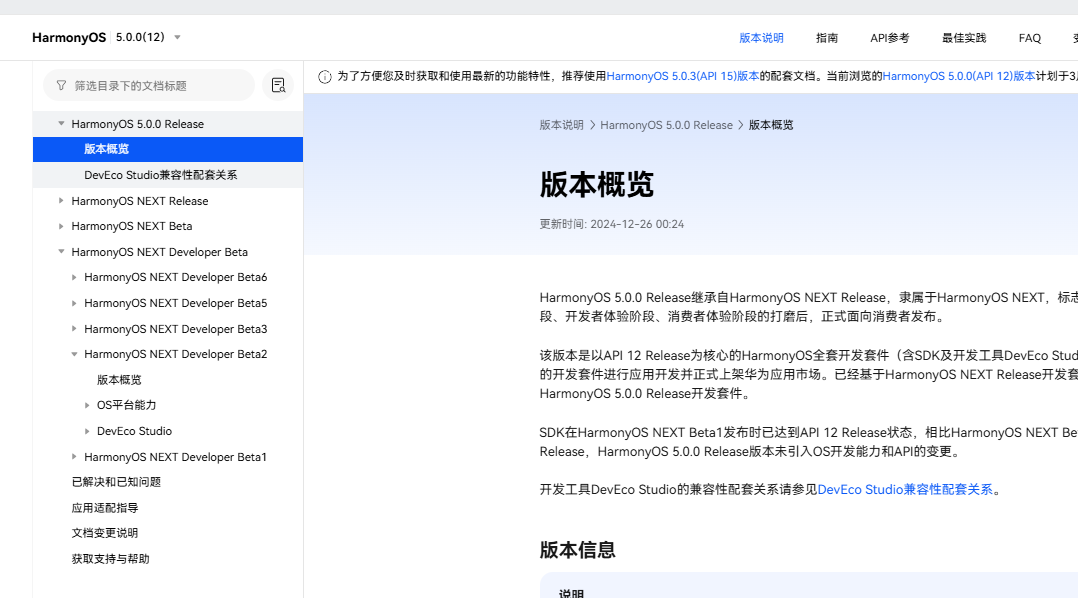 HarmonyOS 5.0.0(12)
版本说明 指南 API参考 最佳实践 FAQ
筛选目录下的文档标题
HarmonyOS 5.0.0 Release
版本概览
DevEco Studio兼容性配套关系
HarmonyOS NEXT Release
HarmonyOS NEXT Beta
HarmonyOS NEXT Developer Beta
HarmonyOS NEXT Developer Beta6
HarmonyOS NEXT Developer Beta5
HarmonyOS NEXT Developer Beta3
HarmonyOS NEXT Developer Beta2
版本概览
OS平台能力
DevEco Studio
HarmonyOS NEXT Developer Beta1
已解决和已知问题
应用适配指导
文档变更说明
获取支持与帮助
为了方便您及时获取和使用最新的功能特性，推荐使用HarmonyOS 5.0.3(API 15)版本的配套文档。当前浏览的HarmonyOS 5.0.0(API 12)版本计划于3月
版本说明 > HarmonyOS 5.0.0 Release > 版本概览
版本概览
更新时间: 2024-12-26 00:24
HarmonyOS 5.0.0 Release继承自HarmonyOS NEXT Release，隶属于HarmonyOS NEXT，标志
段、开发者体验阶段、消费者体验阶段的打磨后，正式面向消费者发布。
该版本是以API 12 Release为核心的HarmonyOS全套开发套件（含SDK及开发工具DevEco Stud
的开发套件进行应用开发并正式上架华为应用市场。已经基于HarmonyOS NEXT Release开发套
HarmonyOS 5.0.0 Release开发套件。
SDK在HarmonyOS NEXT Beta1发布时已达到API 12 Release状态，相比HarmonyOS NEXT Be
Release，HarmonyOS 5.0.0 Release版本未引入OS开发能力和API的变更。
开发工具DevEco Studio的兼容性配套关系请参见DevEco Studio兼容性配套关系。
版本信息
说明